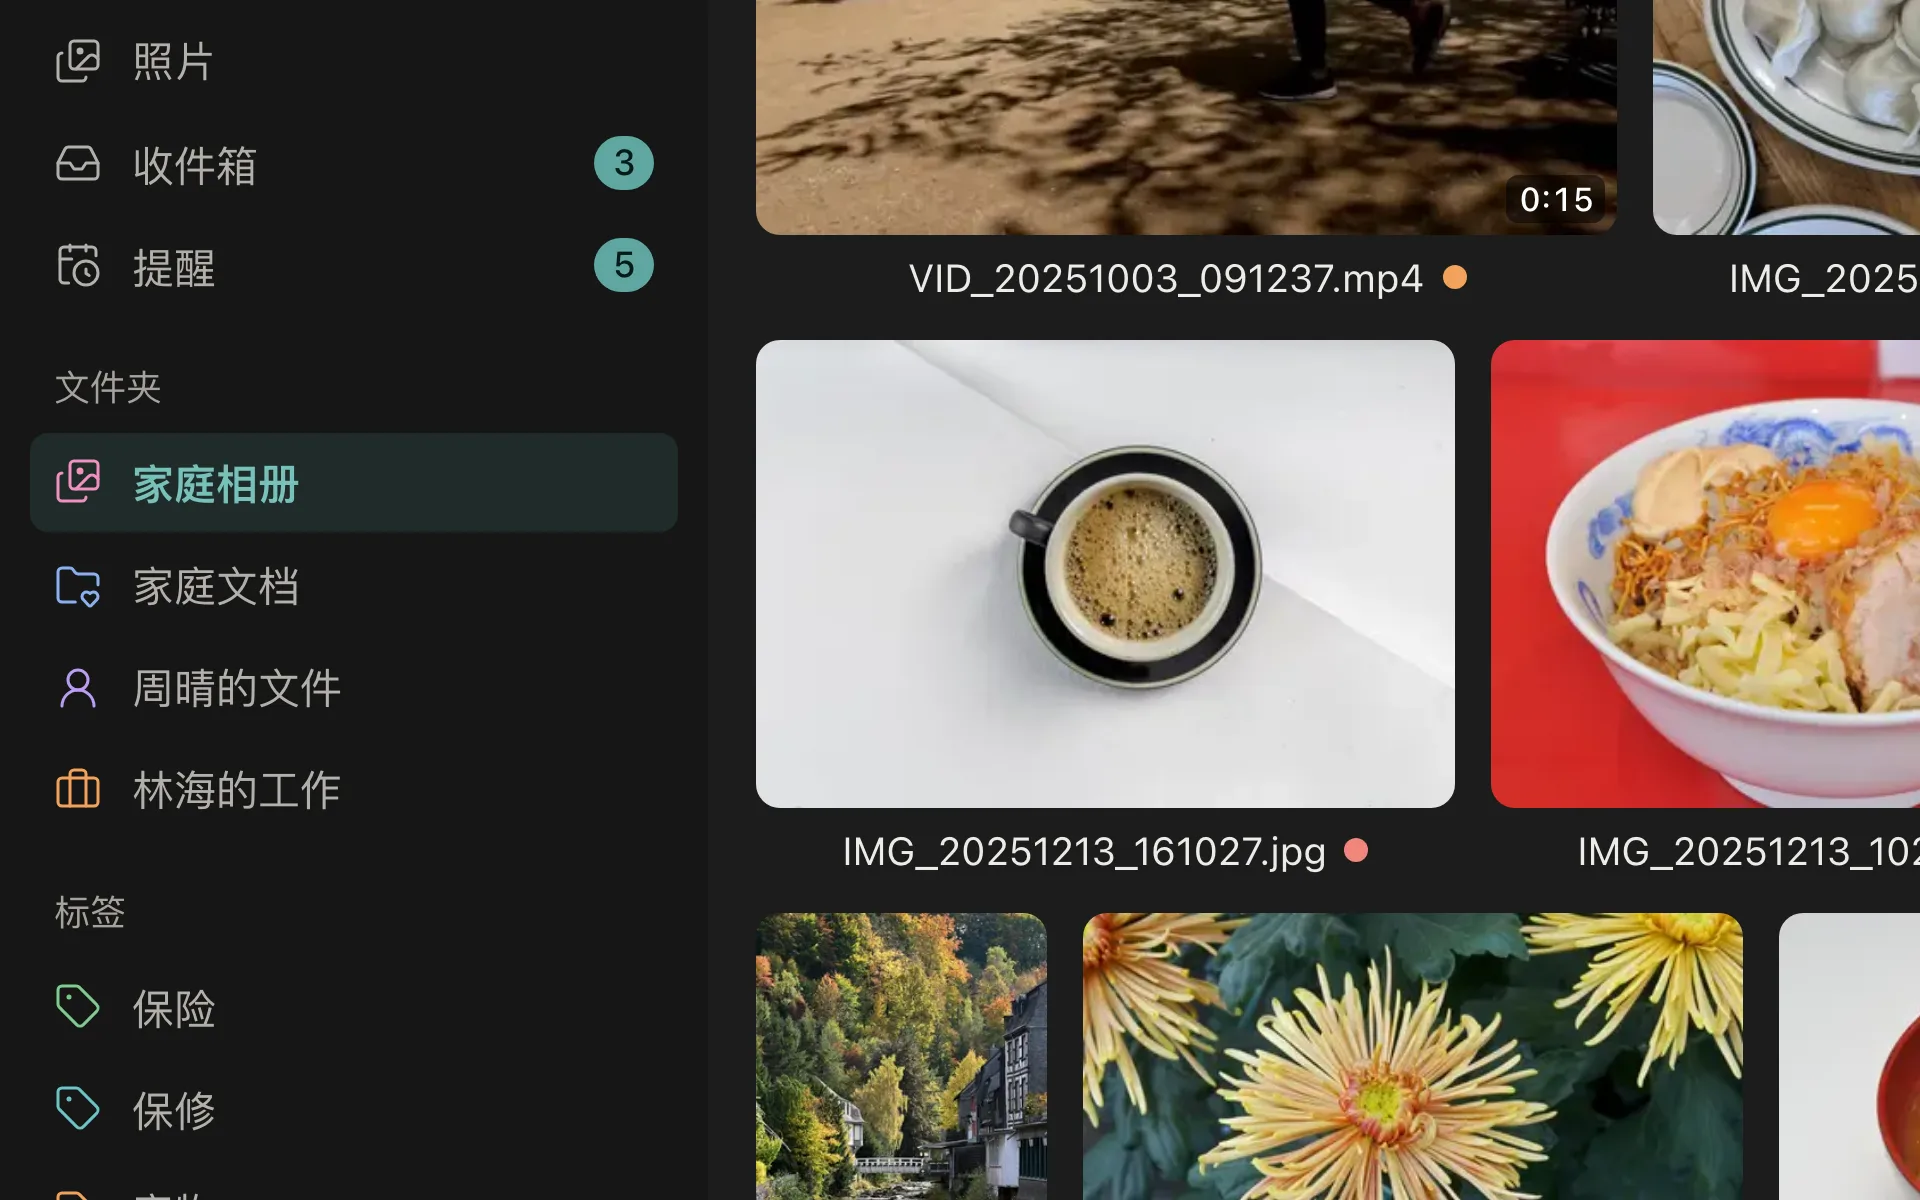 照片
收件箱
3
提醒
5
文件夹
家庭相册
家庭文档
周晴的文件
林海的工作
标签
保险
保修
0:15
VID_20251003_091237.mp4
IMG_2025
IMG_20251213_161027.jpg
IMG_20251213_102